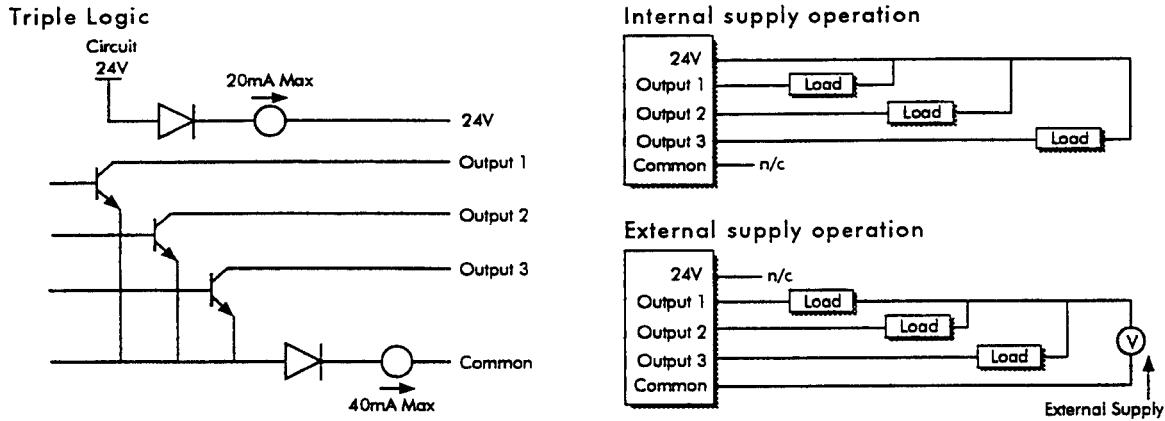 Triple Logic
Circuit
24V
20mA Max
24V
Output 1
Output 2
Output 3
Common
40mA Max
Internal supply operation
24V
Output 1
Load
Output 2
Load
Output 3
Load
Common
n/c
External supply operation
24V
n/c
Output 1
Load
Output 2
Load
Output 3
Load
V
Common
External Supply